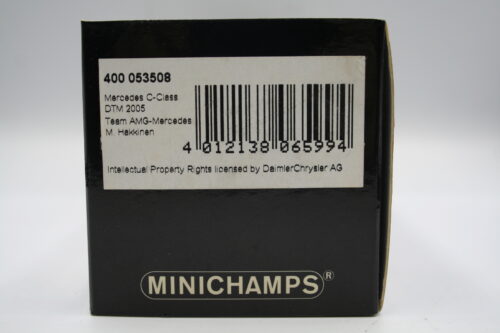 400 053508
Mercedes C-Class
DTM 2005
Team AMG-Mercedes
M. Hakkinen
4 012138 065994
Intellectual Property Rights licensed by DaimlerChrysler AG
MINICHAMPS®